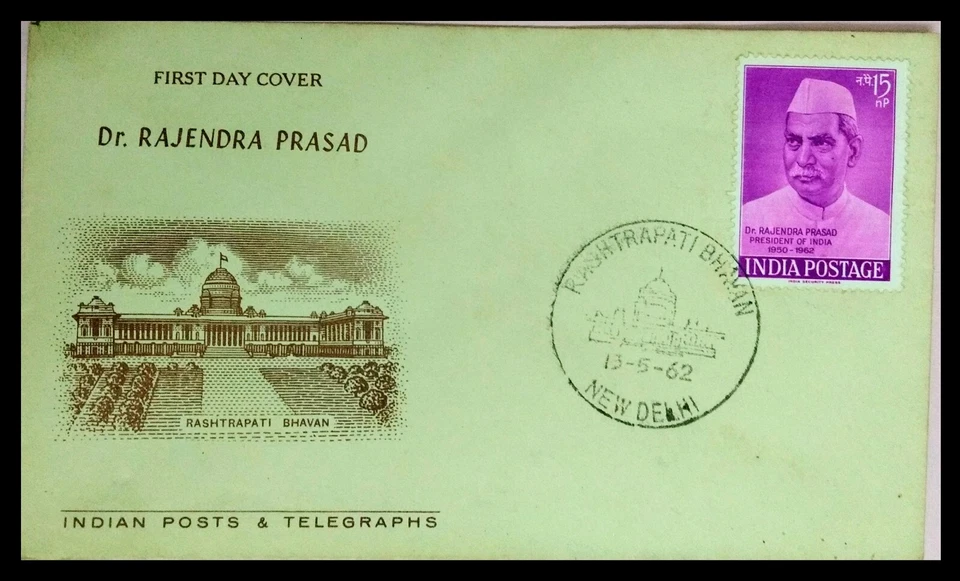 FIRST DAY COVER
Dr. RAJENDRA PRASAD
RASHTRAPATI BHAVAN
INDIAN POSTS & TELEGRAPHS
RASHTRAPATI BHAVAN
13-5-62
NEW DELHI
न.पै. 15
nP
Dr. RAJENDRA PRASAD
PRESIDENT OF INDIA
1950-1962
INDIA POSTAGE
INDIA SECURITY PRESS